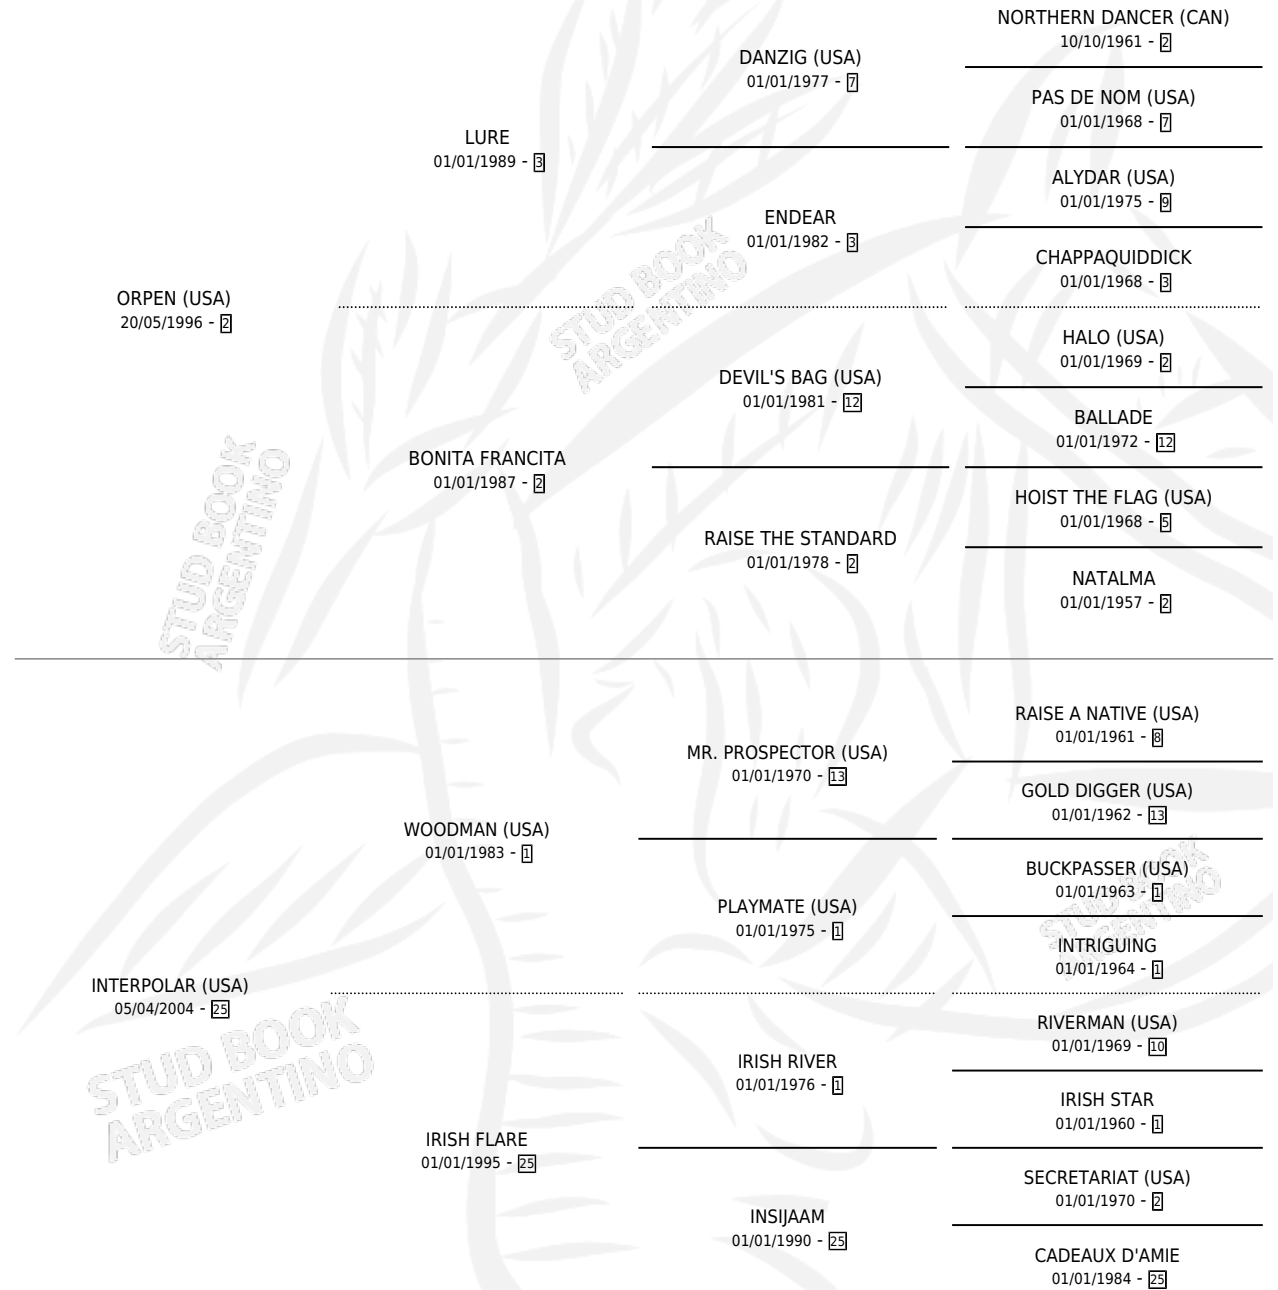 NORTHERN DANCER (CAN)
10/10/1961 - 2
DANZIG (USA)
01/01/1977 - 7
PAS DE NOM (USA)
01/01/1968 - 7
LURE
01/01/1989 - 3
ALYDAR (USA)
01/01/1975 - 9
ENDEAR
01/01/1982 - 3
CHAPPAQUIDDICK
01/01/1968 - 3
ORPEN (USA)
20/05/1996 - 2
STUD BOOK
ARGENTINO
HALO (USA)
01/01/1969 - 2
DEVIL'S BAG (USA)
01/01/1981 - 12
BALLADE
01/01/1972 - 12
BONITA FRANCITA
01/01/1987 - 2
HOIST THE FLAG (USA)
01/01/1968 - 5
RAISE THE STANDARD
01/01/1978 - 2
NATALMA
01/01/1957 - 2
STUD BOOK
ARGENTINO
RAISE A NATIVE (USA)
01/01/1961 - 8
MR. PROSPECTOR (USA)
01/01/1970 - 13
GOLD DIGGER (USA)
01/01/1962 - 13
WOODMAN (USA)
01/01/1983 - 1
BUCKPASSER (USA)
01/01/1963 - 1
PLAYMATE (USA)
01/01/1975 - 1
STUD BOOK
ARGENTINO
INTRIGUING
01/01/1964 - 1
INTERPOLAR (USA)
05/04/2004 - 25
STUD BOOK
ARGENTINO
RIVERMAN (USA)
01/01/1969 - 10
IRISH RIVER
01/01/1976 - 1
IRISH STAR
01/01/1960 - 1
IRISH FLARE
01/01/1995 - 25
SECRETARIAT (USA)
01/01/1970 - 2
INSIJAAM
01/01/1990 - 25
CADEAUX D'AMIE
01/01/1984 - 25